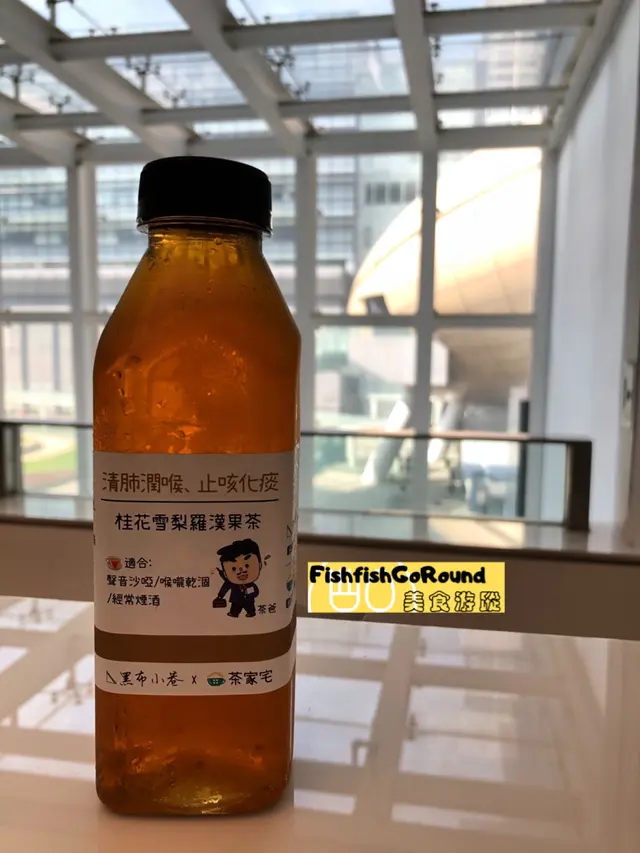 清肺潤喉、止咳化痰
桂花雪梨羅漢果茶
適合:
聲音沙啞/喉嚨乾涸
/經常煙酒
茶爸
黑布小卷 x 茶家宅
FishfishGoRound
美食游蹤